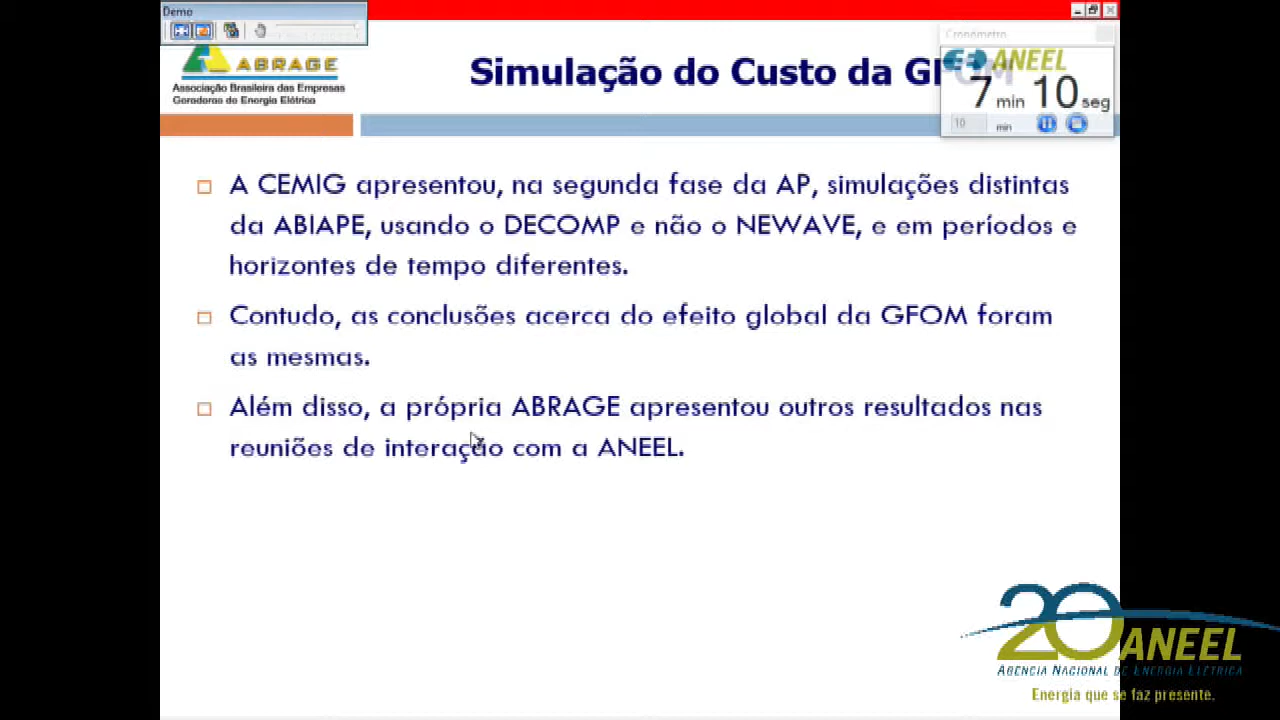 Demo
ABRAGE
Associação Brasileira das Empresas
Geradoras de Energia Elétrica
Simulação do Custo da GFOM
Cronômetro
ANEEL
7 min 10 seg
10 min
A CEMIG apresentou, na segunda fase da AP, simulações distintas
da ABIAPE, usando o DECOMP e não o NEWAVE, e em períodos e
horizontes de tempo diferentes.
Contudo, as conclusões acerca do efeito global da GFOM foram
as mesmas.
Além disso, a própria ABRAGE apresentou outros resultados nas
reuniões de interação com a ANEEL.
20 ANEEL
AGÊNCIA NACIONAL DE ENERGIA ELÉTRICA
Energia que se faz presente.